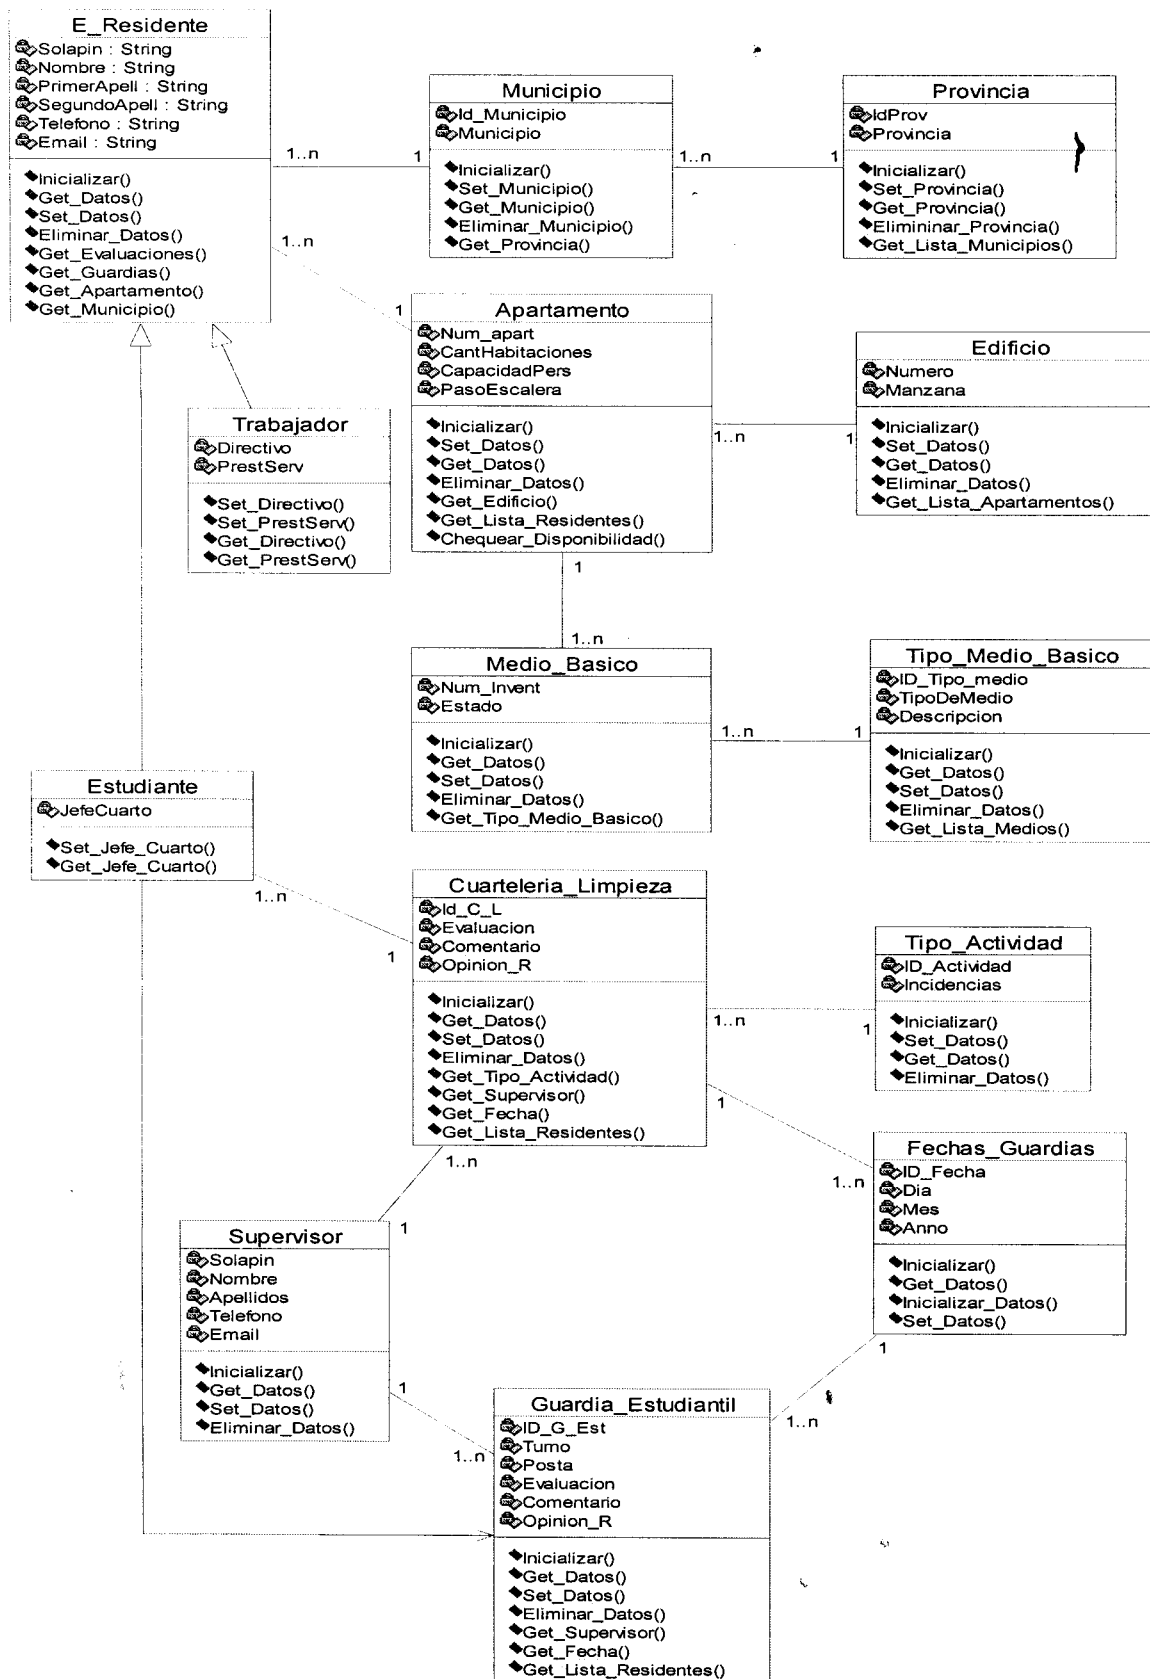 E_Residente
Solapin : String
Nombre : String
PrimerApell : String
SegundoApell : String
Telefono : String
Email : String
Inicializar()
Get_Datos()
Set_Datos()
Eliminar_Datos()
Get_Evaluaciones()
Get_Guardias()
Get_Apartamento()
Get_Municipio()
1..n
1
Municipio
Id_Municipio
Municipio
Inicializar()
Set_Municipio()
Get_Municipio()
Eliminar_Municipio()
Get_Provincia()
1..n
1
Provincia
IdProv
Provincia
Inicializar()
Set_Provincia()
Get_Provincia()
Elimininar_Provincia()
Get_Lista_Municipios()
1..n
1
Apartamento
Num_apart
CantHabitaciones
CapacidadPers
PasoEscalera
Inicializar()
Set_Datos()
Get_Datos()
Eliminar_Datos()
Get_Edificio()
Get_Lista_Residentes()
Chequear_Disponibilidad()
1..n
1
Edificio
Numero
Manzana
Inicializar()
Set_Datos()
Get_Datos()
Eliminar_Datos()
Get_Lista_Apartamentos()
Trabajador
Directivo
PrestServ
Set_Directivo()
Set_PrestServ()
Get_Directivo()
Get_PrestServ()
1
1..n
Medio_Basico
Num_Invent
Estado
Inicializar()
Get_Datos()
Set_Datos()
Eliminar_Datos()
Get_Tipo_Medio_Basico()
1..n
1
Tipo_Medio_Basico
ID_Tipo_medio
TipoDeMedio
Descripcion
Inicializar()
Get_Datos()
Set_Datos()
Eliminar_Datos()
Get_Lista_Medios()
Estudiante
JefeCuarto
Set_Jefe_Cuarto()
Get_Jefe_Cuarto()
1..n
1
Cuarteleria_Limpieza
Id_C_L
Evaluacion
Comentario
Opinion_R
Inicializar()
Get_Datos()
Set_Datos()
Eliminar_Datos()
Get_Tipo_Actividad()
Get_Supervisor()
Get_Fecha()
Get_Lista_Residentes()
1..n
1
Tipo_Actividad
ID_Actividad
Incidencias
Inicializar()
Set_Datos()
Get_Datos()
Eliminar_Datos()
1
1..n
Fechas_Guardias
ID_Fecha
Dia
Mes
Anno
Inicializar()
Get_Datos()
Inicializar_Datos()
Set_Datos()
1..n
1
Supervisor
Solapin
Nombre
Apellidos
Telefono
Email
Inicializar()
Get_Datos()
Set_Datos()
Eliminar_Datos()
1
1..n
1
1..n
Guardia_Estudiantil
ID_G_Est
Turno
Posta
Evaluacion
Comentario
Opinion_R
Inicializar()
Get_Datos()
Set_Datos()
Eliminar_Datos()
Get_Supervisor()
Get_Fecha()
Get_Lista_Residentes()